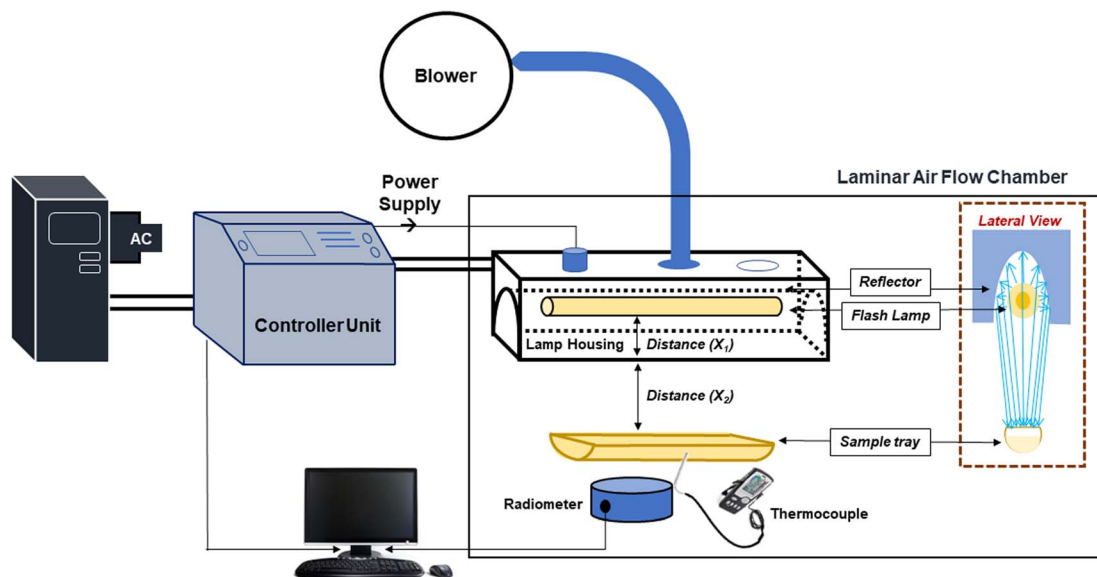 Blower
Laminar Air Flow Chamber
Power
Supply
AC
Lateral View
Reflector
Controller Unit
Flash Lamp
Lamp Housing
Distance (X1)
Distance (X2)
Sample tray
Radiometer
Thermocouple